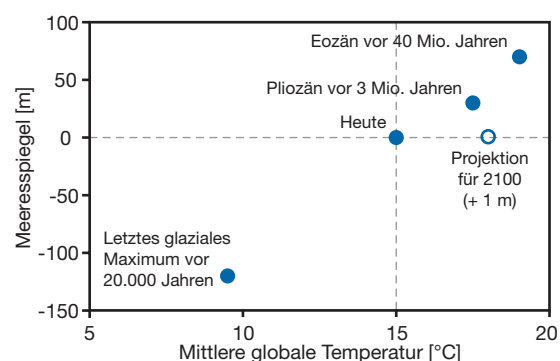 100
50
0
-50
-100
-150
Meeresspiegel [m]
Eozän vor 40 Mio. Jahren
Pliozän vor 3 Mio. Jahren
Heute
Projektion
für 2100
(+ 1 m)
Letztes glaziales
Maximum vor
20.000 Jahren
5
10
15
20
Mittlere globale Temperatur [°C]